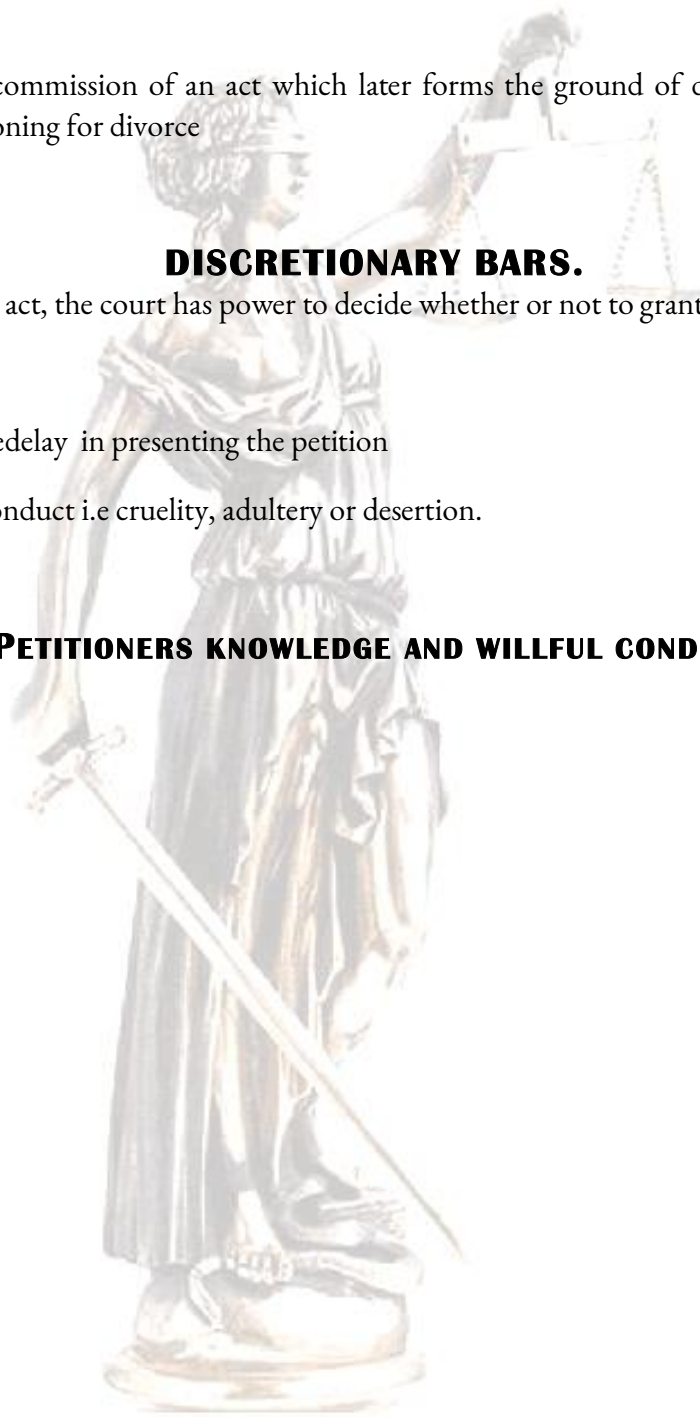 commission of an act which later forms the ground of
oning for divorce
DISCRETIONARY BARS.
act, the court has power to decide whether or not to grant
edelay in presenting the petition
onduct i.e cruelity, adultery or desertion.
PETITIONERS KNOWLEDGE AND WILLFUL COND